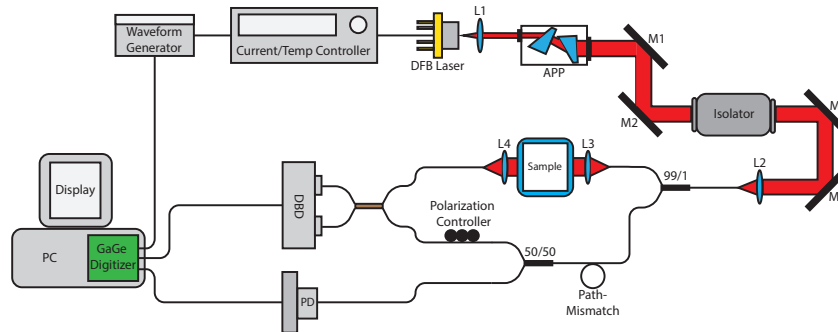 Waveform
Generator
Current/Temp Controller
DFB Laser
L1
APP
M1
M2
Isolator
M
M
L2
99/1
L3
Sample
L4
DBD
Polarization
Controller
50/50
Path-
Mismatch
PD
Display
PC
GaGe
Digitizer